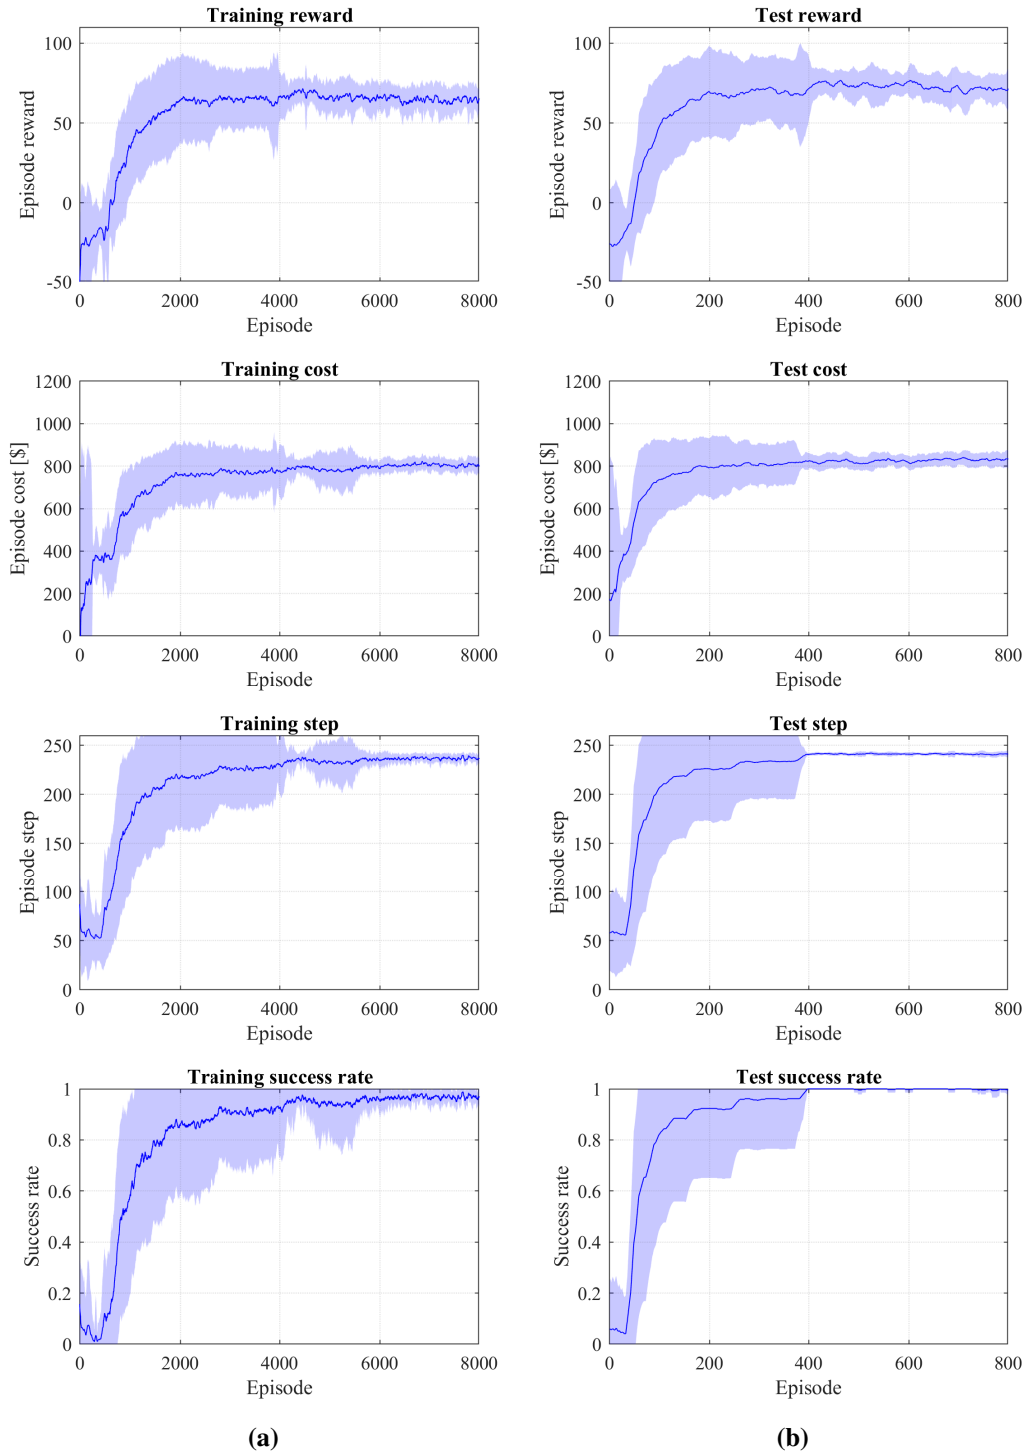 Training reward
Test reward
100
50
0
-50
Episode reward
0 2000 4000 6000 8000
Episode
100
50
0
-50
Episode reward
0 200 400 600 800
Episode
Training cost
Test cost
1200
1000
800
600
400
200
0
Episode cost [$]
0 2000 4000 6000 8000
Episode
1200
1000
800
600
400
200
0
Episode cost [$]
0 200 400 600 800
Episode
Training step
Test step
250
200
150
100
50
0
Episode step
0 2000 4000 6000 8000
Episode
250
200
150
100
50
0
Episode step
0 200 400 600 800
Episode
Training success rate
Test success rate
1
0.8
0.6
0.4
0.2
0
Success rate
0 2000 4000 6000 8000
Episode
1
0.8
0.6
0.4
0.2
0
Success rate
0 200 400 600 800
Episode
(a)
(b)